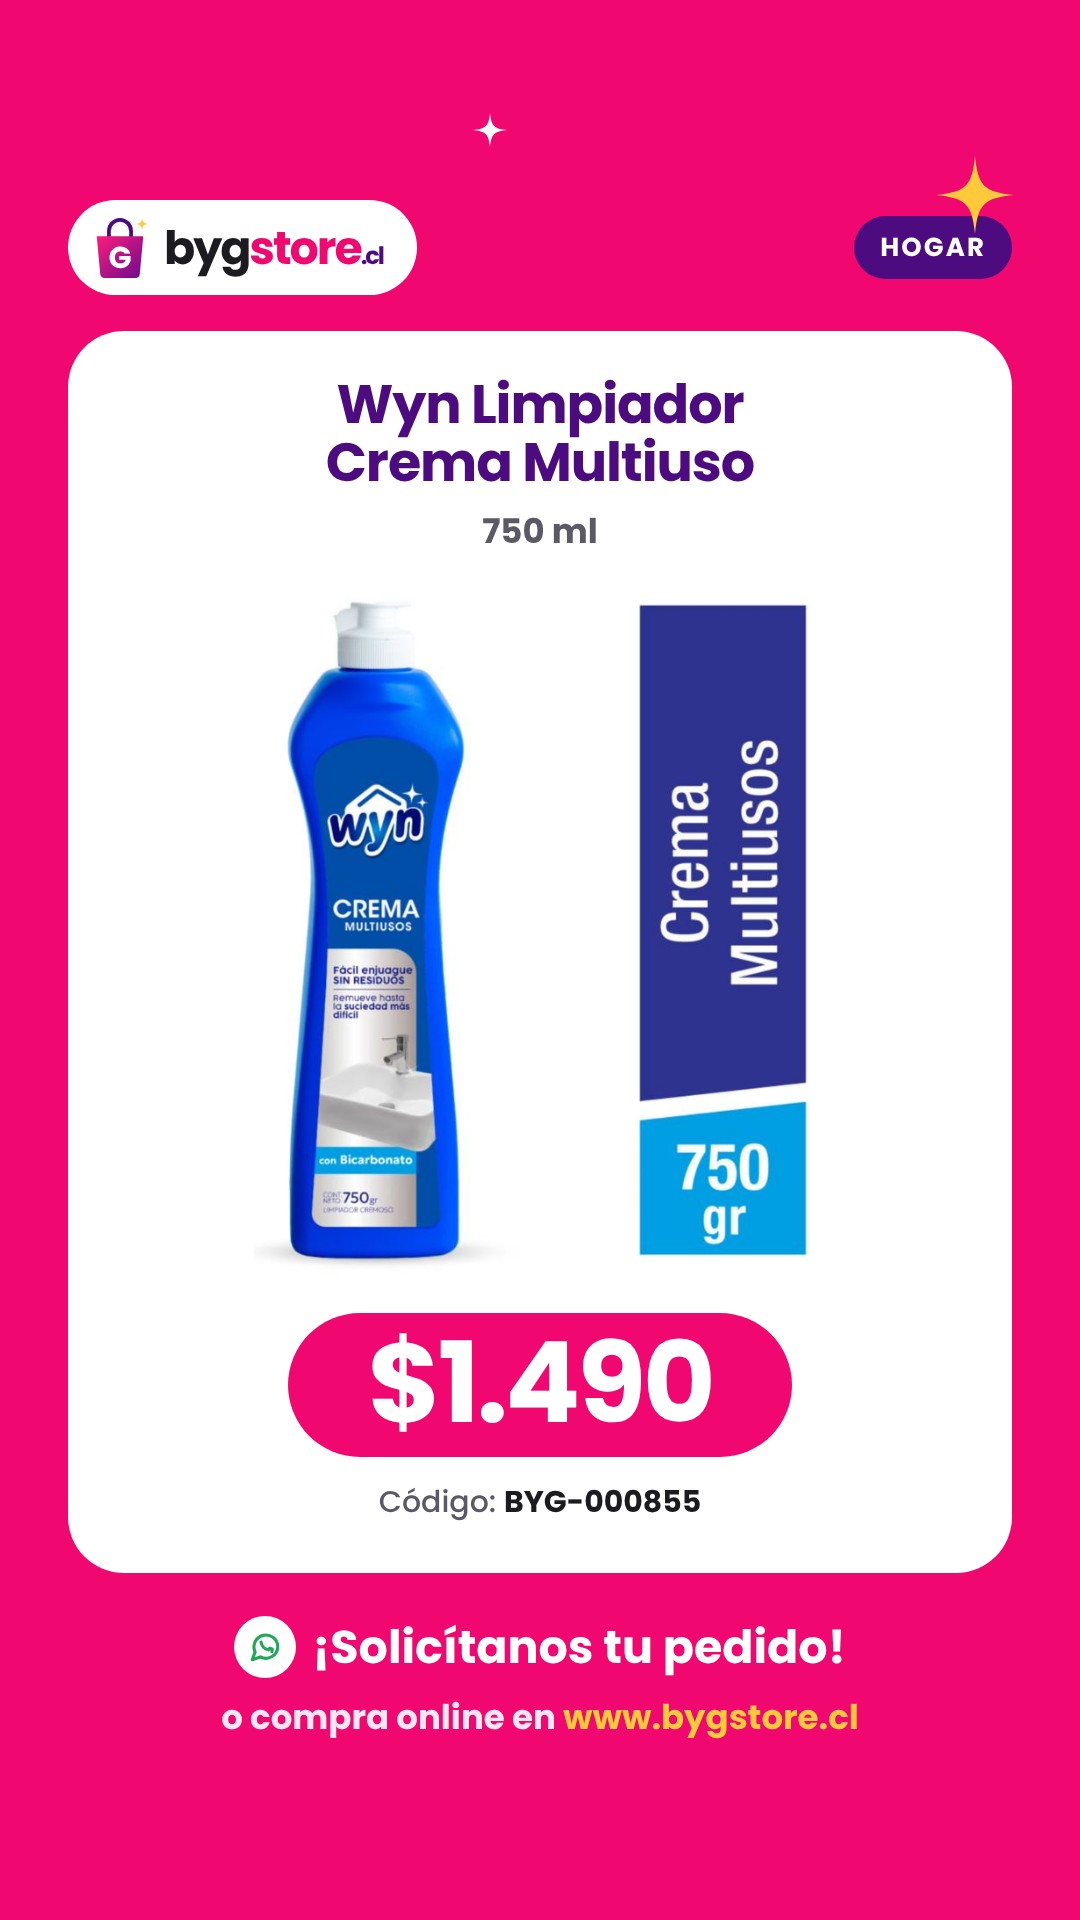 G bygstore.cl
HOGAR
Wyn Limpiador
Crema Multiuso
750 ml
wyn
CREMA
MULTIUSOS
Fácil enjuague
SIN RESIDUOS
Remueve hasta
la suciedad más
difícil
con Bicarbonato
CONT.
NETO 750gr
LIMPIADOR CREMOSO
Crema
Multiusos
750
gr
$1.490
Código: BYG-000855
¡Solicítanos tu pedido!
o compra online en www.bygstore.cl